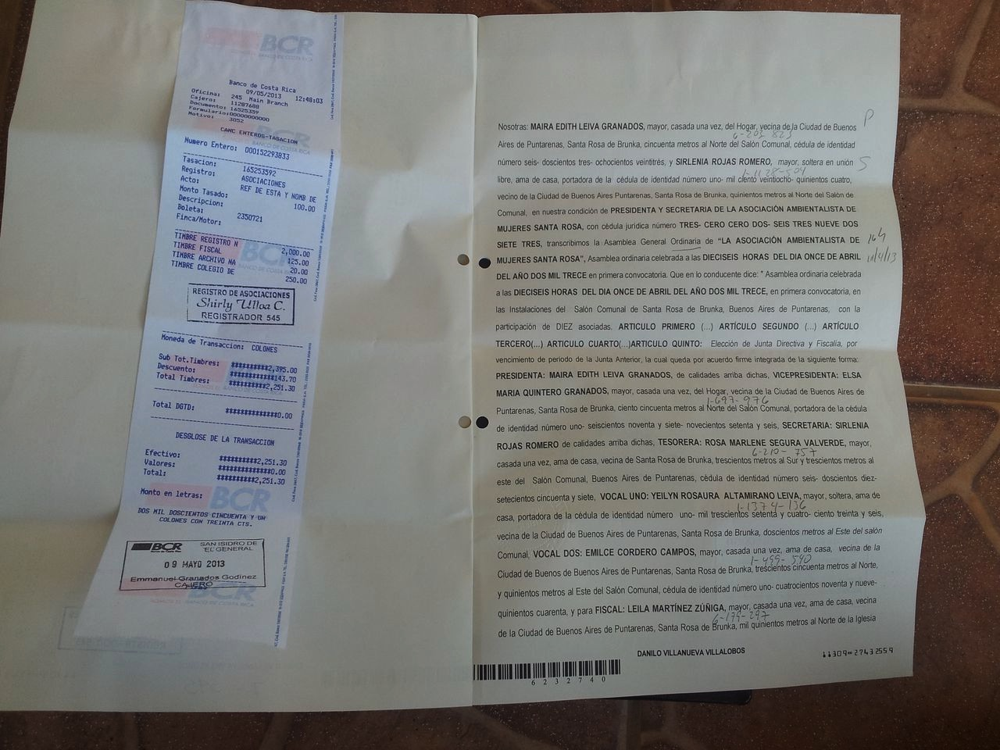 BCR
BANCO DE COSTA RICA
Banco de Costa Rica
09/05/2013 12:48:03
Oficina: 245 Main Branch
Cajero: 11287688
Documento: 16525359
Formulario:00000000000
Motivo: 3052
CANC ENTEROS-TASACION
Numero Entero: 000152293833
Tasacion: 165253592
Registro: ASOCIACIONES
Acto: REF DE ESTA Y NOMB DE
Monto Tasado: 100.00
Descripcion:
Boleta: 2350721
Finca/Motor:
TIMBRE REGISTRO N 2,000.00
TIMBRE FISCAL 125.00
TIMBRE ARCHIVO NA 20.00
TIMBRE COLEGIO DE 250.00
REGISTRO DE ASOCIACIONES
Shirly Ulloa C.
REGISTRADOR 545
Moneda de Transaccion: COLONES
Sub Tot.Timbres: **********2,395.00
Descuento: ************143.70
Total Timbres: **********2,251.30
Total DGTD: **************0.00
DESGLOSE DE LA TRANSACCION
Efectivo: **********2,251.30
Valores: **************0.00
Total: **********2,251.30
Monto en letras:
DOS MIL DOSCIENTOS CINCUENTA Y UN
COLONES CON TREINTA CTS.
BCR SAN ISIDRO DE
EL GENERAL
09 MAYO 2013
Emmanuel Granados Godínez
CAJERO
Nosotras: MAIRA EDITH LEIVA GRANADOS, mayor, casada una vez, del Hogar, vecina de la Ciudad de Buenos P
6-203-823
Aires de Puntarenas, Santa Rosa de Brunka, cincuenta metros al Norte del Salón Comunal, cédula de identidad
número seis- doscientos tres- ochocientos veintitrés, y SIRLENIA ROJAS ROMERO, mayor, soltera en unión S
1-1128-504
libre, ama de casa, portadora de la cédula de identidad número uno- mil ciento veintiocho- quinientos cuatro,
vecino de la Ciudad de Buenos Aires Puntarenas, Santa Rosa de Brunka, quinientos metros al Norte del Salón de
Comunal, en nuestra condición de PRESIDENTA Y SECRETARIA DE LA ASOCIACIÓN AMBIENTALISTA DE
MUJERES SANTA ROSA, con cédula jurídica número TRES- CERO CERO DOS- SEIS TRES NUEVE DOS
SIETE TRES, transcribimos la Asamblea General Ordinaria de “LA ASOCIACIÓN AMBIENTALISTA DE 16h
MUJERES SANTA ROSA”, Asamblea ordinaria celebrada a las DIECISEIS HORAS DEL DIA ONCE DE ABRIL 11/4/13
DEL AÑO DOS MIL TRECE en primera convocatoria. Que en lo conducente dice: " Asamblea ordinaria celebrada
a las DIECISEIS HORAS DEL DIA ONCE DE ABRIL DEL AÑO DOS MIL TRECE, en primera convocatoria, en
las Instalaciones del Salón Comunal de Santa Rosa de Brunka, Buenos Aires de Puntarenas, con la
participación de DIEZ asociadas. ARTICULO PRIMERO (...) ARTÍCULO SEGUNDO (...) ARTÍCULO
TERCERO(...) ARTICULO CUARTO(...)ARTICULO QUINTO: Elección de Junta Directiva y Fiscalía, por
vencimiento de periodo de la Junta Anterior, la cual queda por acuerdo firme integrada de la siguiente forma:
PRESIDENTA: MAIRA EDITH LEIVA GRANADOS, de calidades arriba dichas, VICEPRESIDENTA: ELSA
MARIA QUINTERO GRANADOS, mayor, casada una vez, del Hogar, vecina de la Ciudad de Buenos Aires de
1-697-976
Puntarenas, Santa Rosa de Brunka, ciento cincuenta metros al Norte del Salón Comunal, portadora de la cédula
de identidad número uno- seiscientos noventa y siete- novecientos setenta y seis, SECRETARIA: SIRLENIA
ROJAS ROMERO de calidades arriba dichas, TESORERA: ROSA MARLENE SEGURA VALVERDE, mayor,
6-210-757
casada una vez, ama de casa, vecina de Santa Rosa de Brunka, trescientos metros al Sur y trescientos metros al
este del Salón Comunal, Buenos Aires de Puntarenas, cédula de identidad número seis- doscientos diez-
setecientos cincuenta y siete, VOCAL UNO: YEILYN ROSAURA ALTAMIRANO LEIVA, mayor, soltera, ama de
1-1374-136
casa, portadora de la cédula de identidad número uno- mil trescientos setenta y cuatro- ciento treinta y seis,
vecina de la Ciudad de Buenos Aires de Puntarenas, Santa Rosa de Brunka, doscientos metros al Este del salón
Comunal, VOCAL DOS: EMILCE CORDERO CAMPOS, mayor, casada una vez, ama de casa, vecina de la
1-499-540
Ciudad de Buenos de Buenos Aires de Puntarenas, Santa Rosa de Brunka, trescientos cincuenta metros al Norte,
y quinientos metros al Este del Salón Comunal, cédula de identidad número uno- cuatrocientos noventa y nueve-
quinientos cuarenta, y para FISCAL: LEILA MARTÍNEZ ZÚÑIGA, mayor, casada una vez, ama de casa, vecina
6-179-297
de la Ciudad de Buenos Aires de Puntarenas, Santa Rosa de Brunka, mil quinientos metros al Norte de la Iglesia
DANILO VILLANUEVA VILLALOBOS
6232740